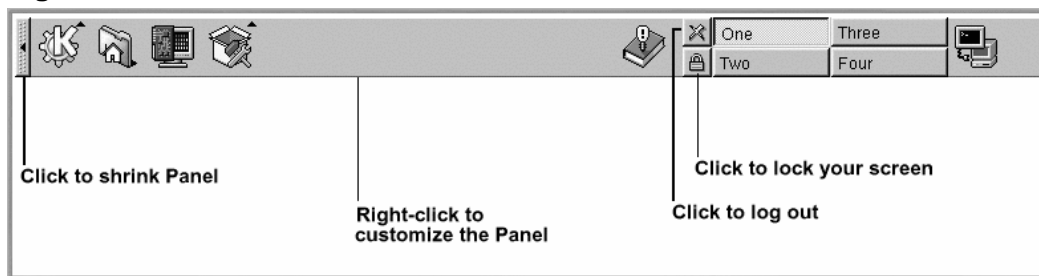 One
Three
Two
Four
Click to shrink Panel
Click to lock your screen
Right-click to
customize the Panel
Click to log out